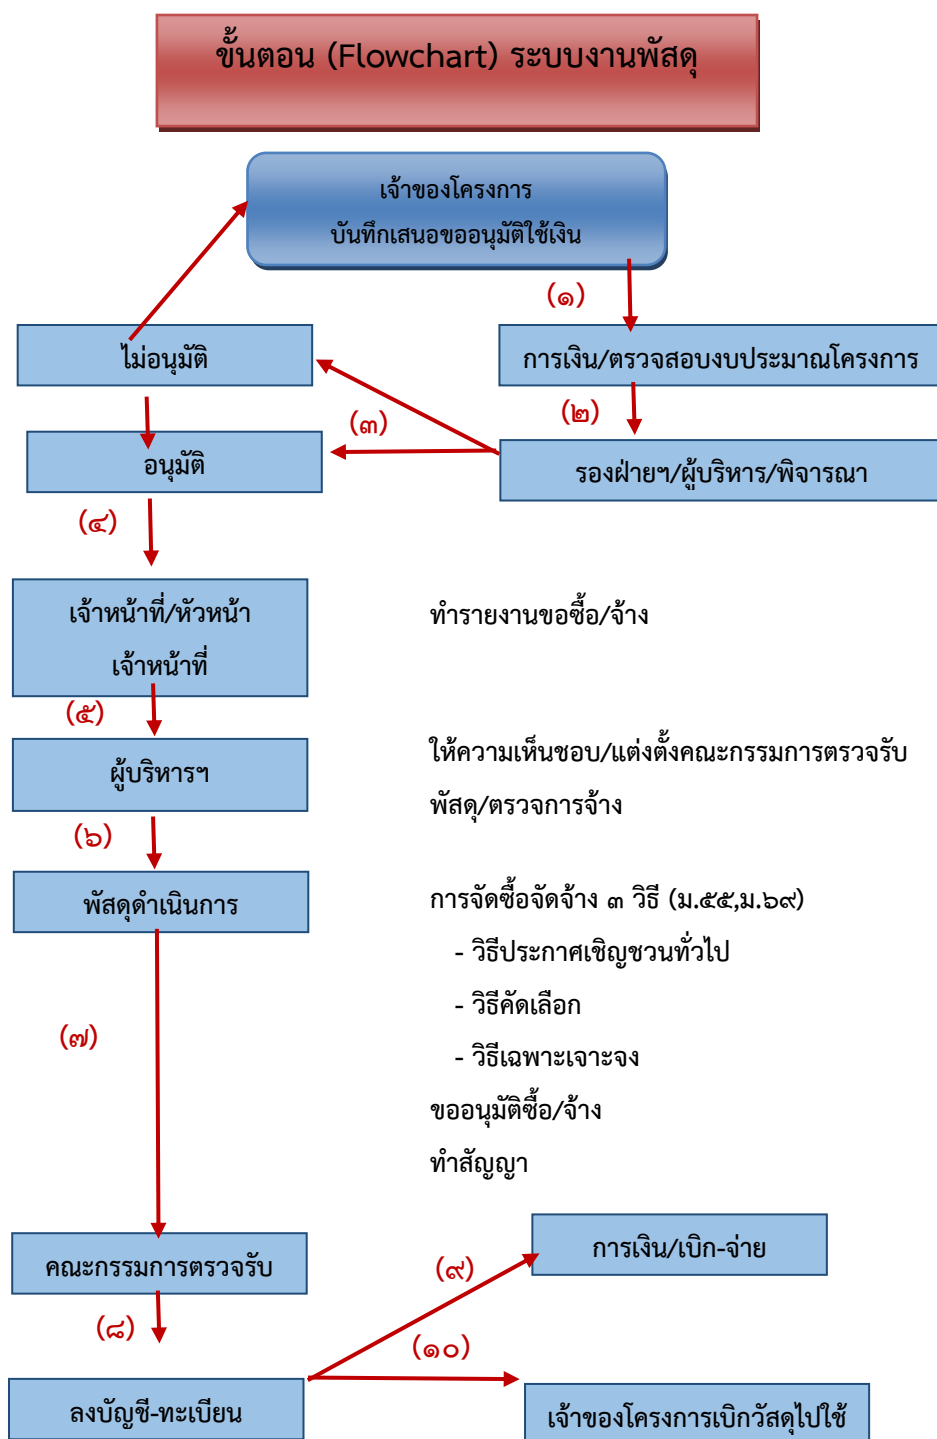 ขั้นตอน (Flowchart) ระบบงานพัสดุ
เจ้าของโครงการ
บันทึกเสนอขออนุมัติใช้เงิน
(๑)
ไม่อนุมัติ
การเงิน/ตรวจสอบงบประมาณโครงการ
(๒)
(๓)
อนุมัติ
รองฝ่ายฯ/ผู้บริหาร/พิจารณา
(๔)
เจ้าหน้าที่/หัวหน้า
เจ้าหน้าที่
ทำรายงานขอซื้อ/จ้าง
(๕)
ผู้บริหารฯ
ให้ความเห็นชอบ/แต่งตั้งคณะกรรมการตรวจรับ
พัสดุ/ตรวจการจ้าง
(๖)
พัสดุดำเนินการ
การจัดซื้อจัดจ้าง ๓ วิธี (ม.๕๕,ม.๖๙)
- วิธีประกาศเชิญชวนทั่วไป
- วิธีคัดเลือก
- วิธีเฉพาะเจาะจง
(๗)
ขออนุมัติซื้อ/จ้าง
ทำสัญญา
คณะกรรมการตรวจรับ
การเงิน/เบิก-จ่าย
(๘)
(๙)
(๑๐)
ลงบัญชี-ทะเบียน
เจ้าของโครงการเบิกวัสดุไปใช้